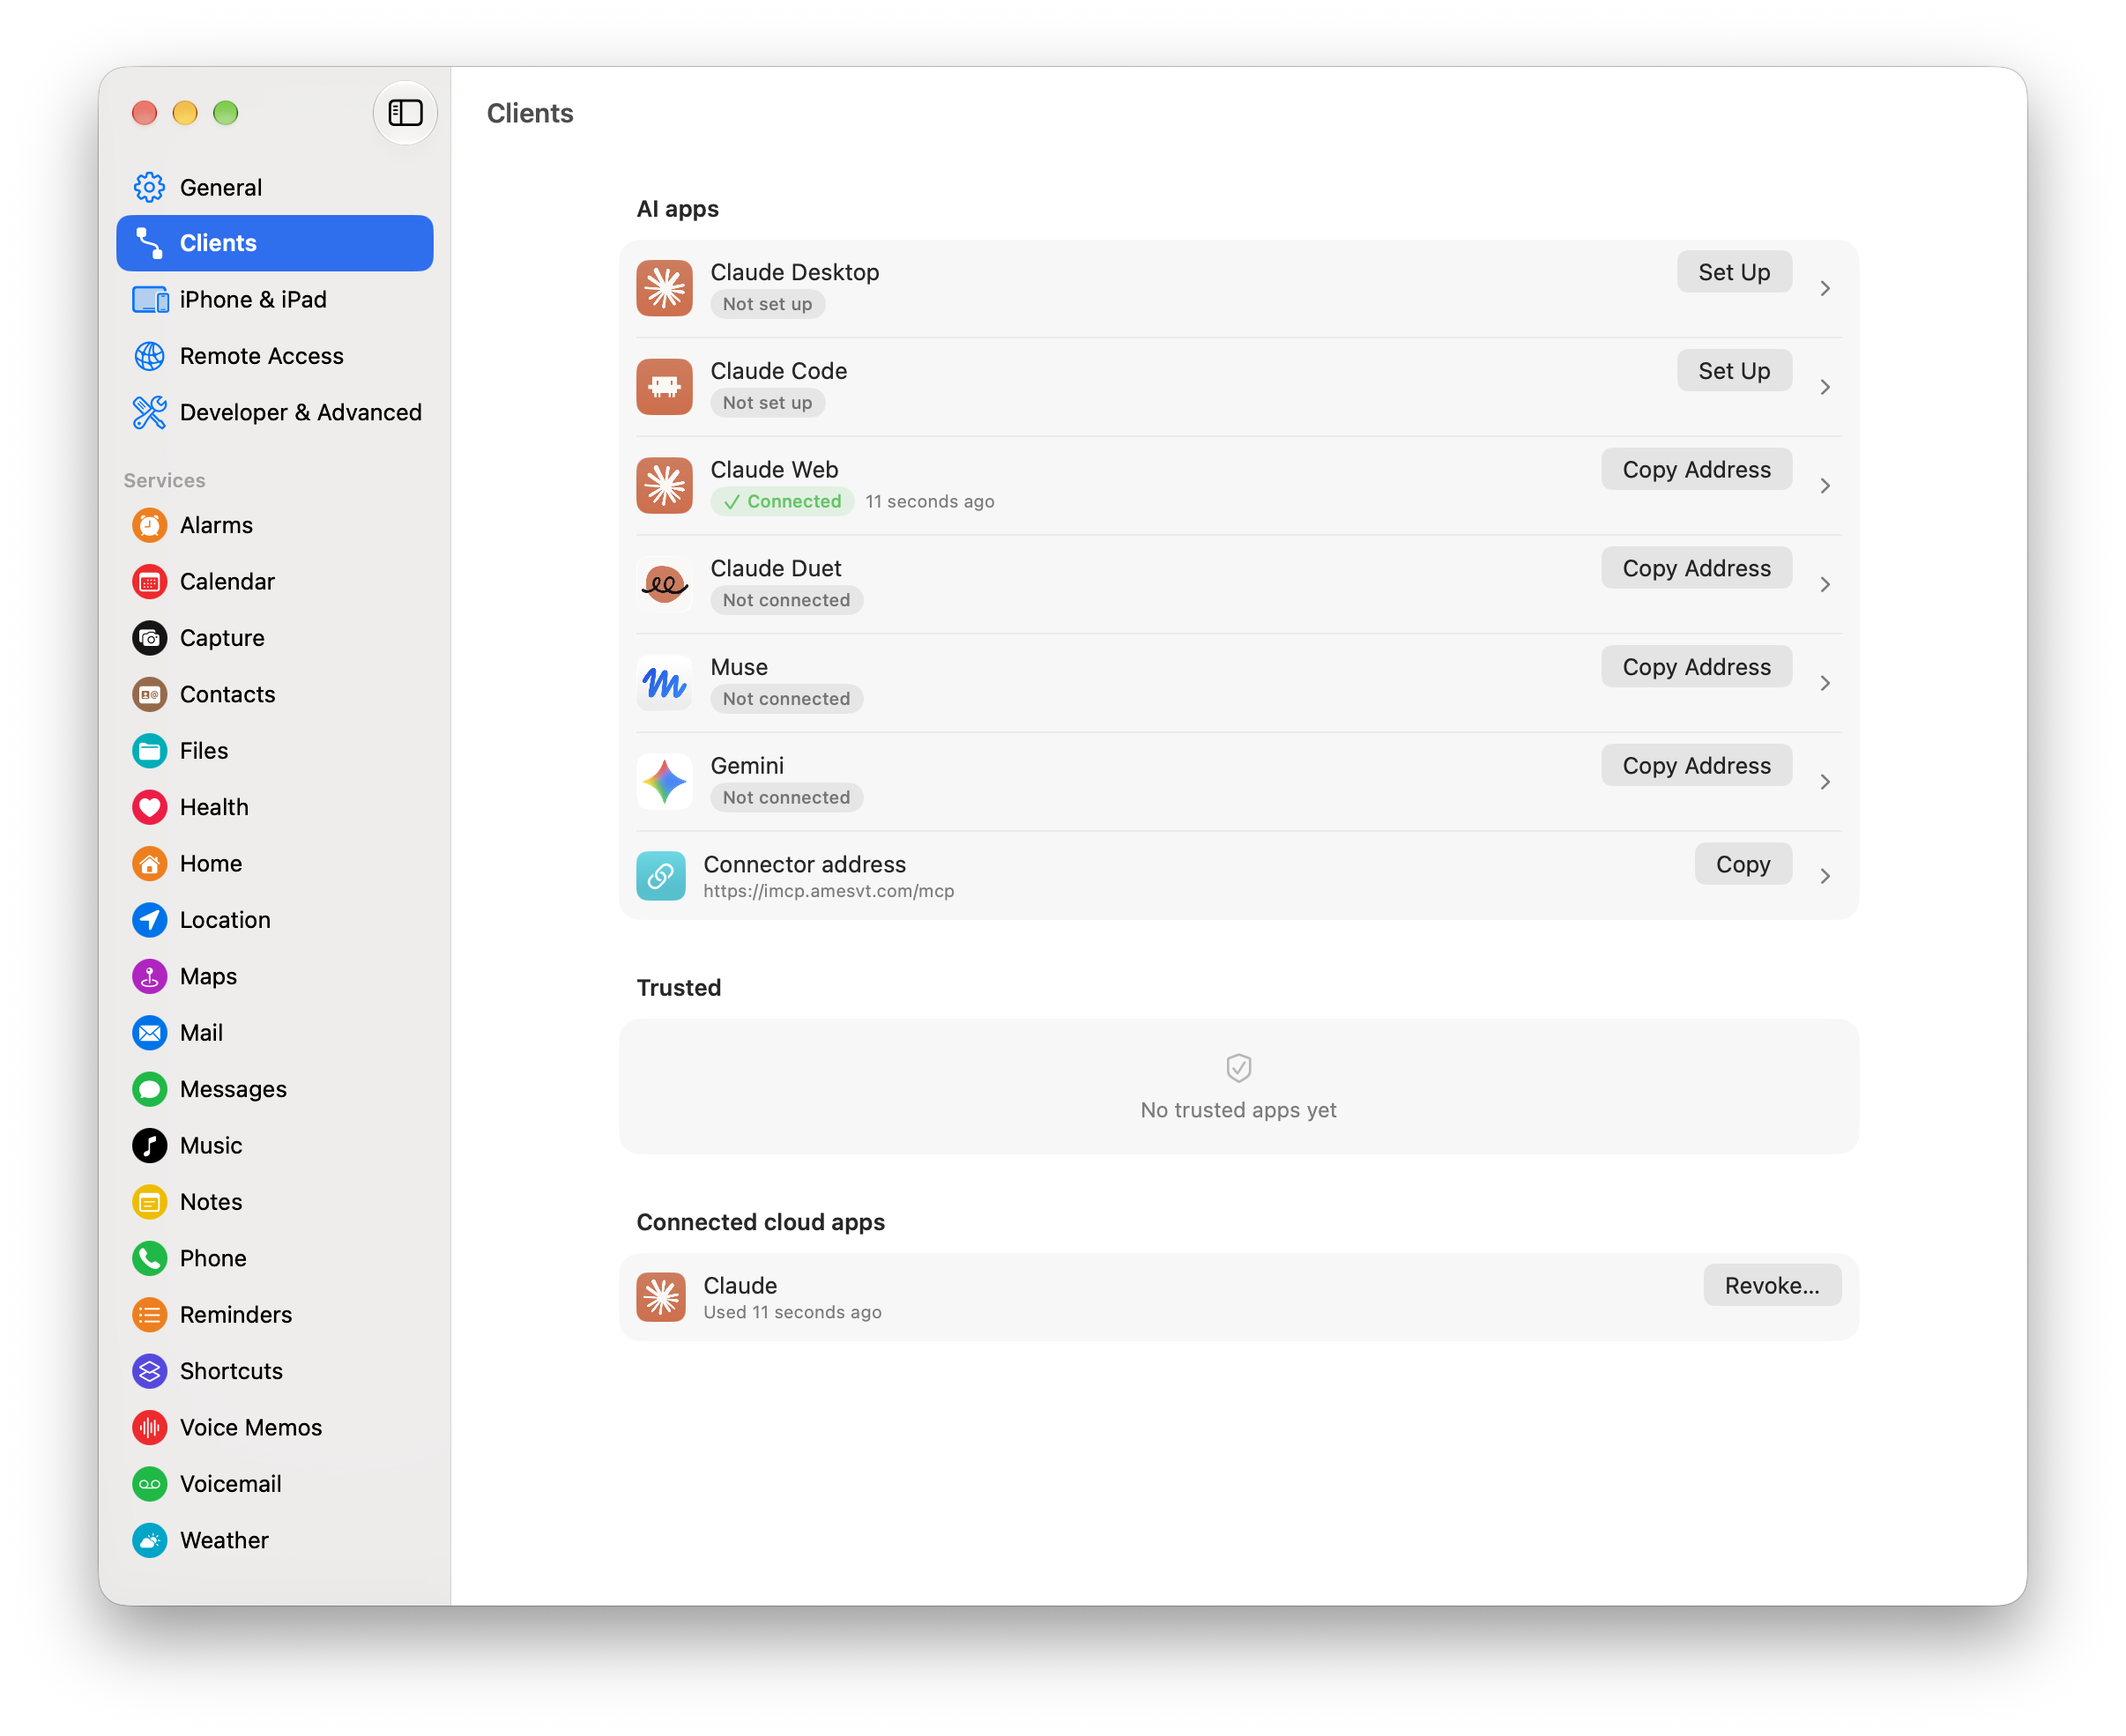 Clients
General
Clients
iPhone & iPad
Remote Access
Developer & Advanced
Services
Alarms
Calendar
Capture
Contacts
Files
Health
Home
Location
Maps
Mail
Messages
Music
Notes
Phone
Reminders
Shortcuts
Voice Memos
Voicemail
Weather
AI apps
Claude Desktop
Set Up
Not set up
Claude Code
Set Up
Not set up
Claude Web
Copy Address
Connected 11 seconds ago
Claude Duet
Copy Address
Not connected
Muse
Copy Address
Not connected
Gemini
Copy Address
Not connected
Connector address
Copy
https://imcp.amesvt.com/mcp
Trusted
No trusted apps yet
Connected cloud apps
Claude
Revoke...
Used 11 seconds ago